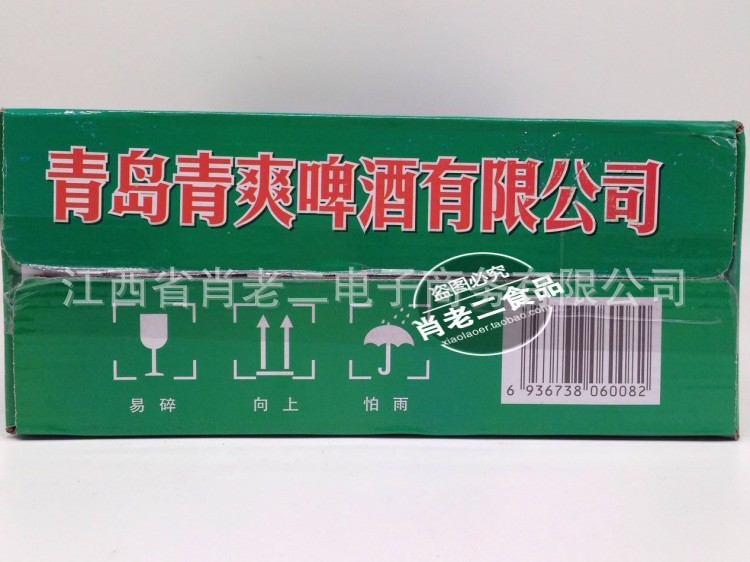 青岛青爽啤酒有限公司
江西省肖老二电子商务有限公司
盗图必究
肖老二食品
xiaolaoer.taobao.com
易碎 向上 怕雨
6 936738 060082